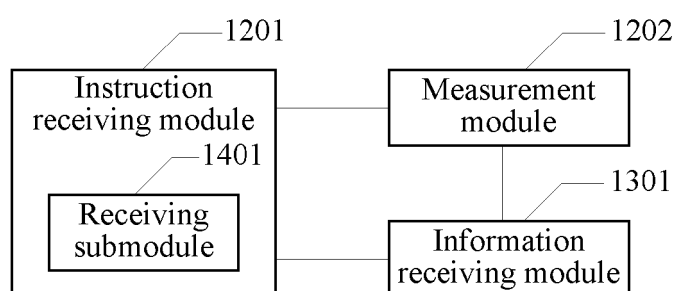 1201
1202
Instruction
receiving module
Measurement
module
1401
1301
Receiving
submodule
Information
receiving module